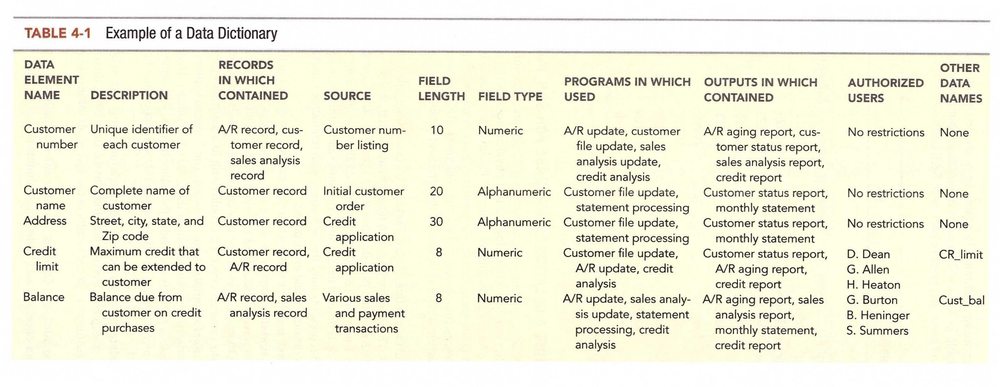 TABLE 4-1 Example of a Data Dictionary
DATA ELEMENT NAME
DESCRIPTION
RECORDS IN WHICH CONTAINED
SOURCE
FIELD LENGTH
FIELD TYPE
PROGRAMS IN WHICH USED
OUTPUTS IN WHICH CONTAINED
AUTHORIZED USERS
OTHER DATA NAMES
Customer Unique identifier of A/R record, cus- Customer num- 10 Numeric A/R update, customer A/R aging report, cus- No restrictions None
number each customer tomer record, ber listing file update, sales tomer status report,
sales analysis analysis update, sales analysis report,
record credit analysis credit report
Customer Complete name of Customer record Initial customer 20 Alphanumeric Customer file update, Customer status report, No restrictions None
name customer order statement processing monthly statement
Address Street, city, state, and Customer record Credit 30 Alphanumeric Customer file update, Customer status report, No restrictions None
Zip code application statement processing monthly statement
Credit Maximum credit that Customer record, Credit 8 Numeric Customer file update, Customer status report, D. Dean CR_limit
limit can be extended to A/R record application A/R update, credit A/R aging report, G. Allen
customer analysis credit report H. Heaton
Balance Balance due from A/R record, sales Various sales 8 Numeric A/R update, sales analy- A/R aging report, sales G. Burton Cust_bal
customer on credit analysis record and payment sis update, statement analysis report, B. Heninger
purchases transactions processing, credit monthly statement, S. Summers
analysis credit report